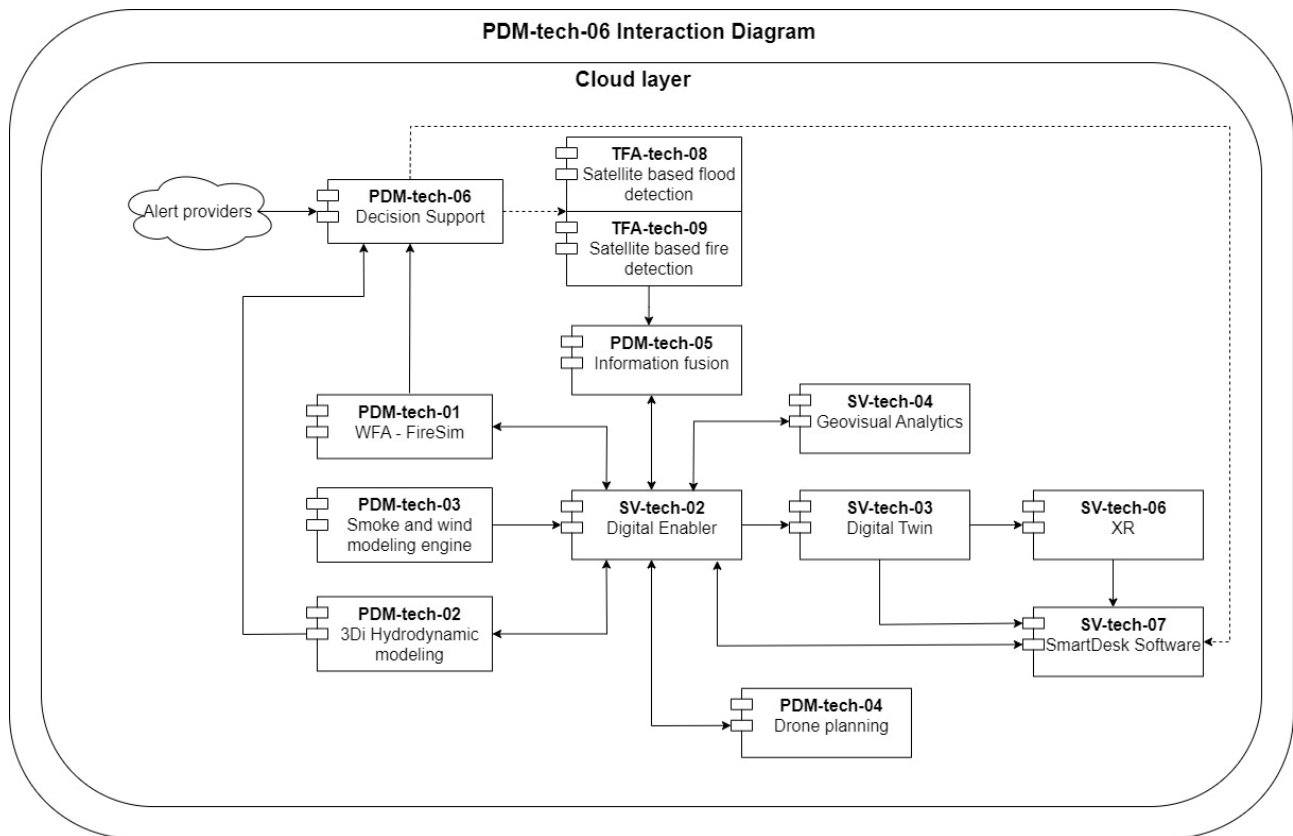 PDM-tech-06 Interaction Diagram
Cloud layer
TFA-tech-08
Satellite based flood
detection
PDM-tech-06
Decision Support
Alert providers
TFA-tech-09
Satellite based fire
detection
PDM-tech-05
Information fusion
PDM-tech-01
WFA - FireSim
SV-tech-04
Geovisual Analytics
PDM-tech-03
Smoke and wind
modeling engine
SV-tech-02
Digital Enabler
SV-tech-03
Digital Twin
SV-tech-06
XR
PDM-tech-02
3Di Hydrodynamic
modeling
SV-tech-07
SmartDesk Software
PDM-tech-04
Drone planning